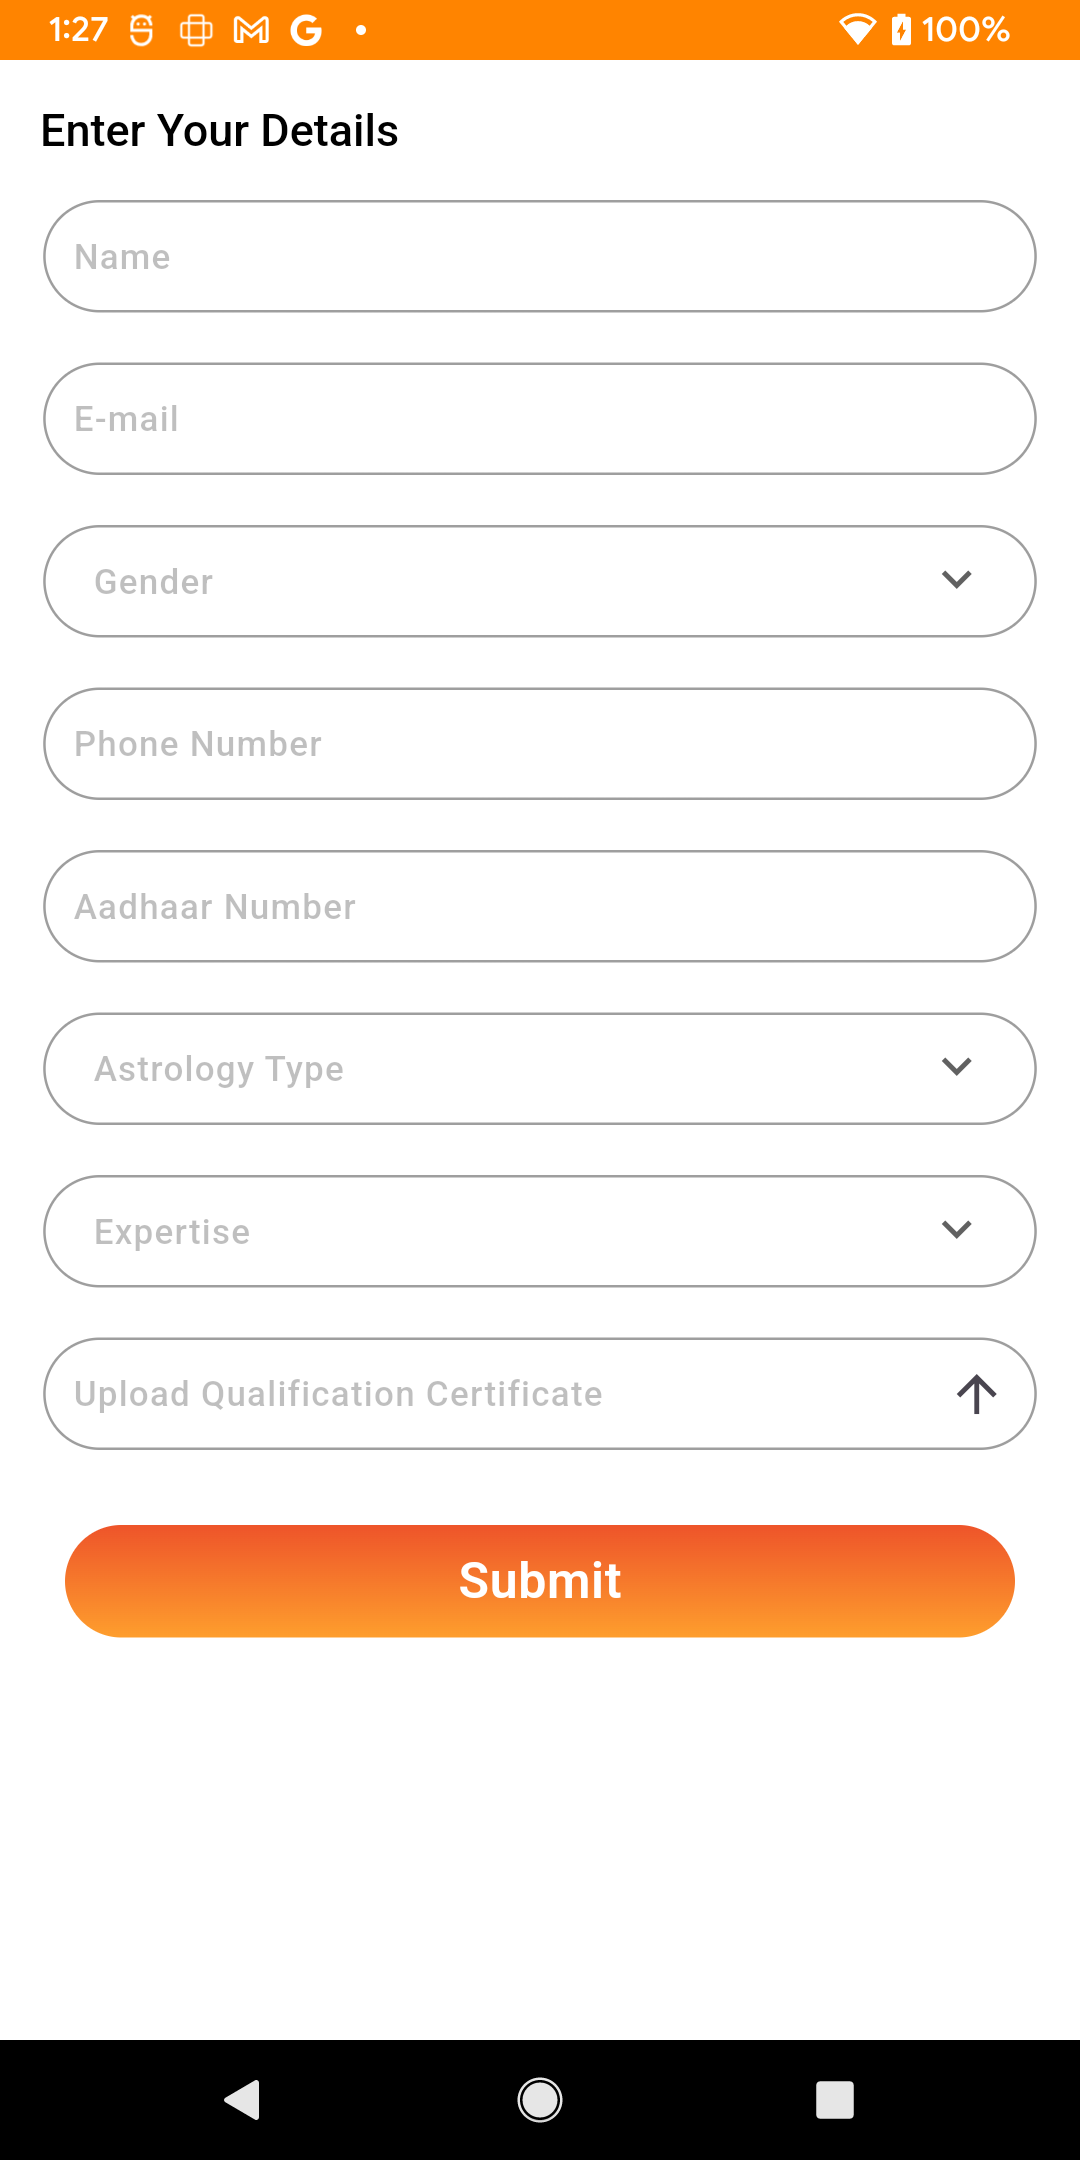 1:27
100%
Enter Your Details
Name
E-mail
Gender
Phone Number
Aadhaar Number
Astrology Type
Expertise
Upload Qualification Certificate
Submit